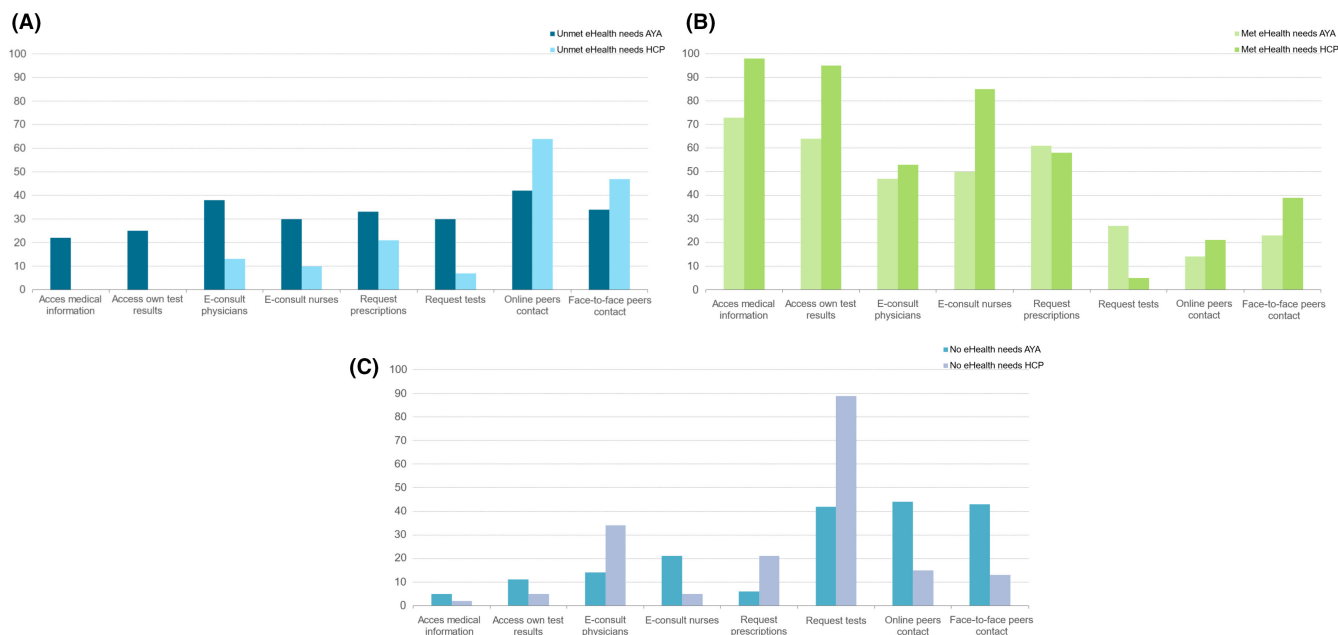 (A)
Unmet eHealth needs AYA
Unmet eHealth needs HCP
100
90
80
70
60
50
40
30
20
10
0
Acces medical
information
Access own test
results
E-consult
physicians
E-consult nurses
Request
prescriptions
Request tests
Online peers
contact
Face-to-face peers
contact
(B)
Met eHealth needs AYA
Met eHealth needs HCP
100
90
80
70
60
50
40
30
20
10
0
Acces medical
information
Access own test
results
E-consult
physicians
E-consult nurses
Request
prescriptions
Request tests
Online peers
contact
Face-to-face peers
contact
(C)
No eHealth needs AYA
No eHealth needs HCP
100
90
80
70
60
50
40
30
20
10
0
Acces medical
information
Access own test
results
E-consult
physicians
E-consult nurses
Request
prescriptions
Request tests
Online peers
contact
Face-to-face peers
contact